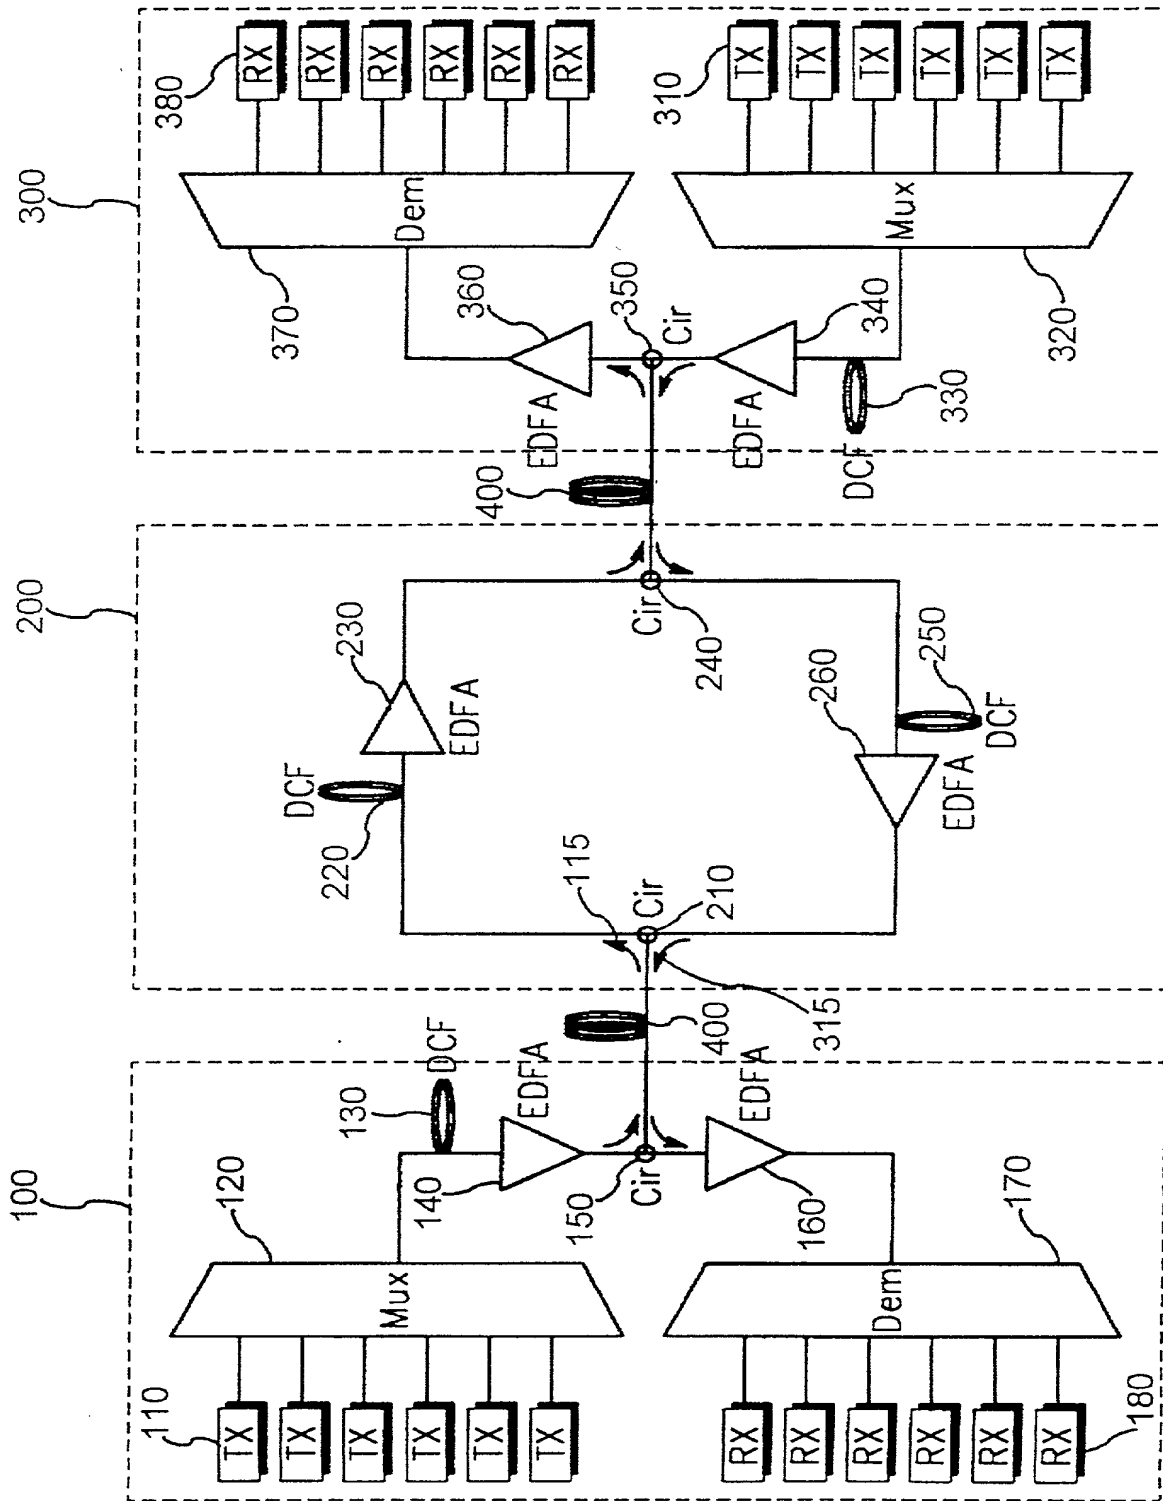 100
110
TX
TX
TX
TX
TX
TX
Mux
120
130
DCF
140
EDFA
150
Cir
160
EDFA
Dem
170
RX
RX
RX
RX
RX
RX
180
400
200
115
315
Cir
210
220
DCF
230
EDFA
Cir
240
250
DCF
260
EDFA
400
300
380
RX
RX
RX
RX
RX
RX
Dem
370
360
EDFA
350
Cir
340
EDFA
330
DCF
Mux
320
310
TX
TX
TX
TX
TX
TX